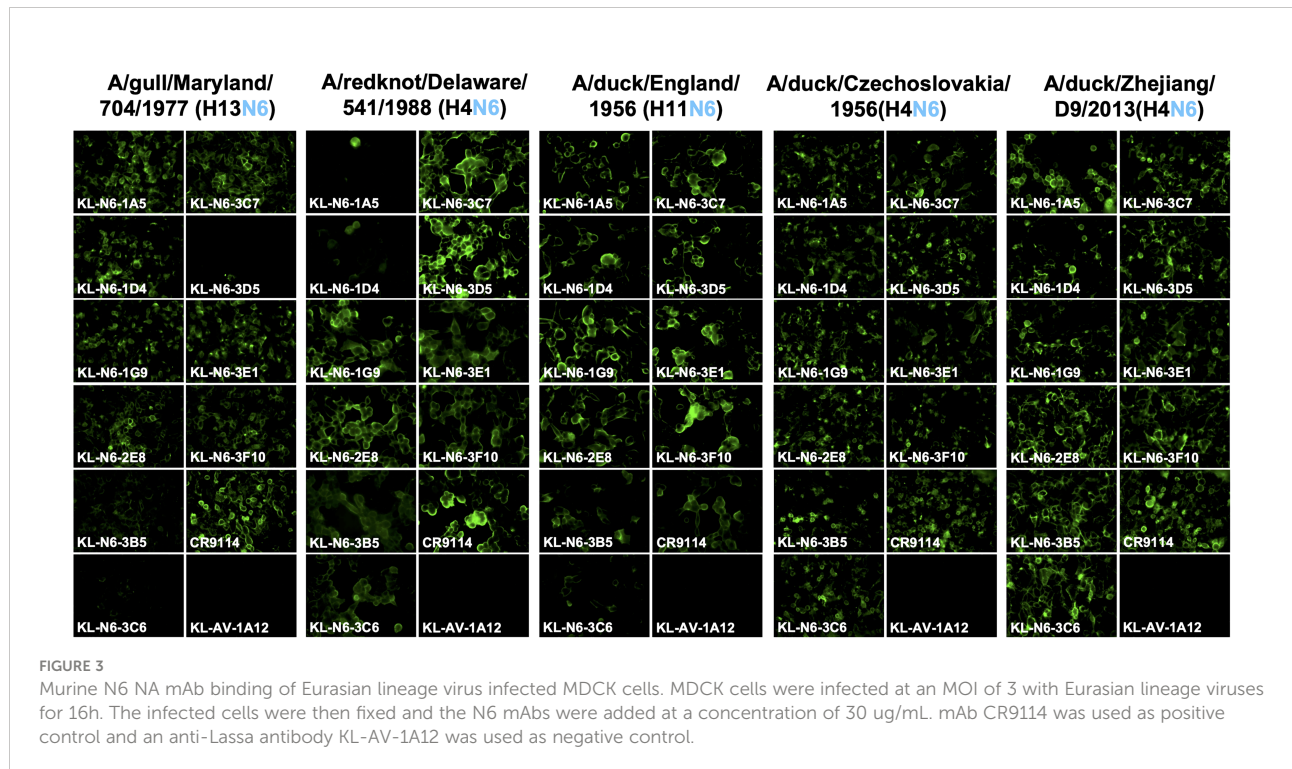 A/gull/Maryland/
704/1977 (H13N6)
A/redknot/Delaware/
541/1988 (H4N6)
A/duck/England/
1956 (H11N6)
A/duck/Czechoslovakia/
1956(H4N6)
A/duck/Zhejiang/
D9/2013(H4N6)
KL-N6-1A5 KL-N6-3C7 KL-N6-1A5 KL-N6-3C7 KL-N6-1A5 KL-N6-3C7 KL-N6-1A5 KL-N6-3C7 KL-N6-1A5 KL-N6-3C7
KL-N6-1D4 KL-N6-3D5 KL-N6-1D4 KL-N6-3D5 KL-N6-1D4 KL-N6-3D5 KL-N6-1D4 KL-N6-3D5 KL-N6-1D4 KL-N6-3D5
KL-N6-1G9 KL-N6-3E1 KL-N6-1G9 KL-N6-3E1 KL-N6-1G9 KL-N6-3E1 KL-N6-1G9 KL-N6-3E1 KL-N6-1G9 KL-N6-3E1
KL-N6-2E8 KL-N6-3F10 KL-N6-2E8 KL-N6-3F10 KL-N6-2E8 KL-N6-3F10 KL-N6-2E8 KL-N6-3F10 KL-N6-2E8 KL-N6-3F10
KL-N6-3B5 CR9114 KL-N6-3B5 CR9114 KL-N6-3B5 CR9114 KL-N6-3B5 CR9114 KL-N6-3B5 CR9114
KL-N6-3C6 KL-AV-1A12 KL-N6-3C6 KL-AV-1A12 KL-N6-3C6 KL-AV-1A12 KL-N6-3C6 KL-AV-1A12 KL-N6-3C6 KL-AV-1A12
FIGURE 3
Murine N6 NA mAb binding of Eurasian lineage virus infected MDCK cells. MDCK cells were infected at an MOI of 3 with Eurasian lineage viruses
for 16h. The infected cells were then fixed and the N6 mAbs were added at a concentration of 30 ug/mL. mAb CR9114 was used as positive
control and an anti-Lassa antibody KL-AV-1A12 was used as negative control.